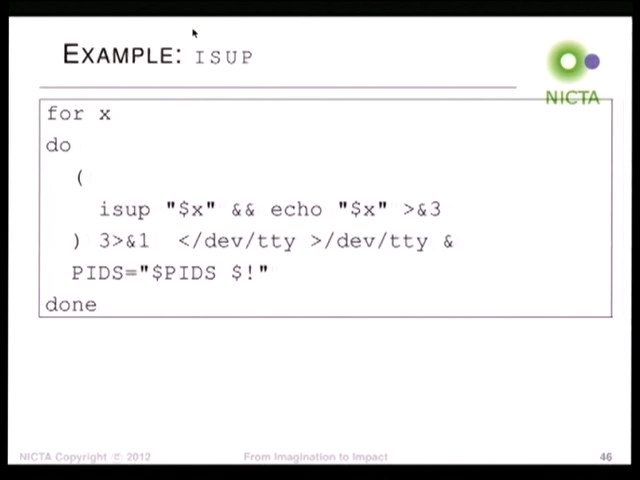 EXAMPLE: ISUP
NICTA
for x
do
(
isup "$x" && echo "$x" >&3
) 3>&1 </dev/tty >/dev/tty &
PIDS="$PIDS $!"
done
NICTA Copyright © 2012
From Imagination to Impact
46